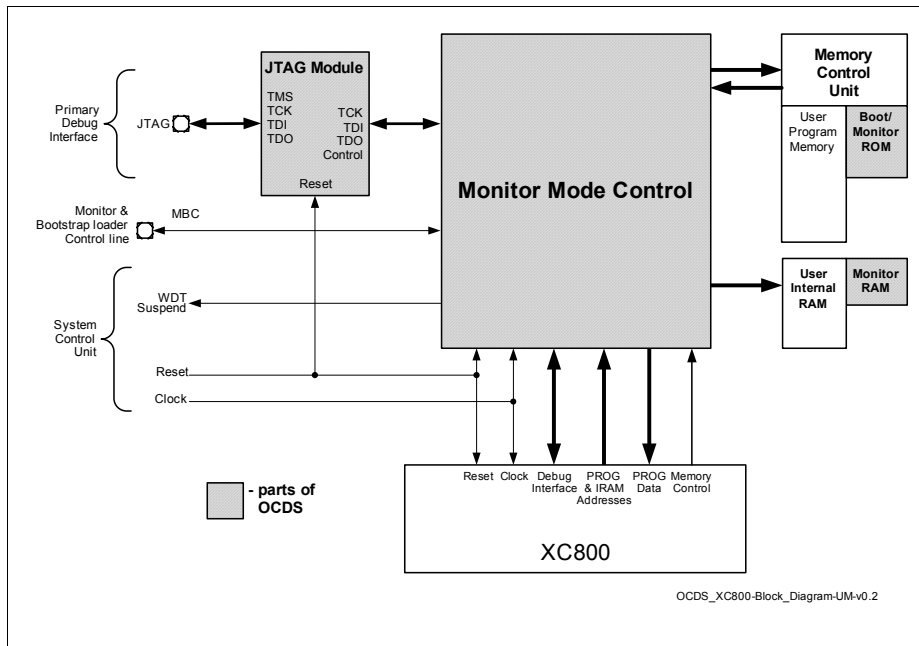 JTAG Module
TMS
TCK
TDI
TDO
TCK
TDI
TDO
Control
Reset
Primary
Debug
Interface
JTAG
Monitor &
Bootstrap loader
Control line
MBC
System
Control
Unit
WDT
Suspend
Reset
Clock
Monitor Mode Control
Memory
Control
Unit
User
Program
Memory
Boot/
Monitor
ROM
User
Internal
RAM
Monitor
RAM
Reset
Clock
Debug
Interface
PROG
& IRAM
Addresses
PROG
Data
Memory
Control
XC800
- parts of
OCDS
OCDS_XC800-Block_Diagram-UM-v0.2